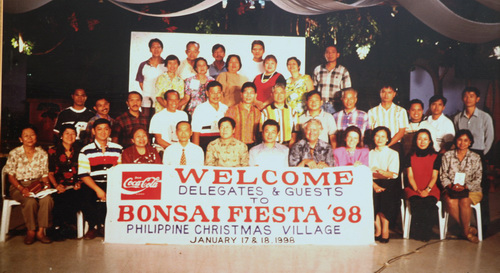 Coca-Cola
WELCOME
DELEGATES & GUESTS
TO
BONSAI FIESTA '98
PHILIPPINE CHRISTMAS VILLAGE
JANUARY 17 & 18, 1998